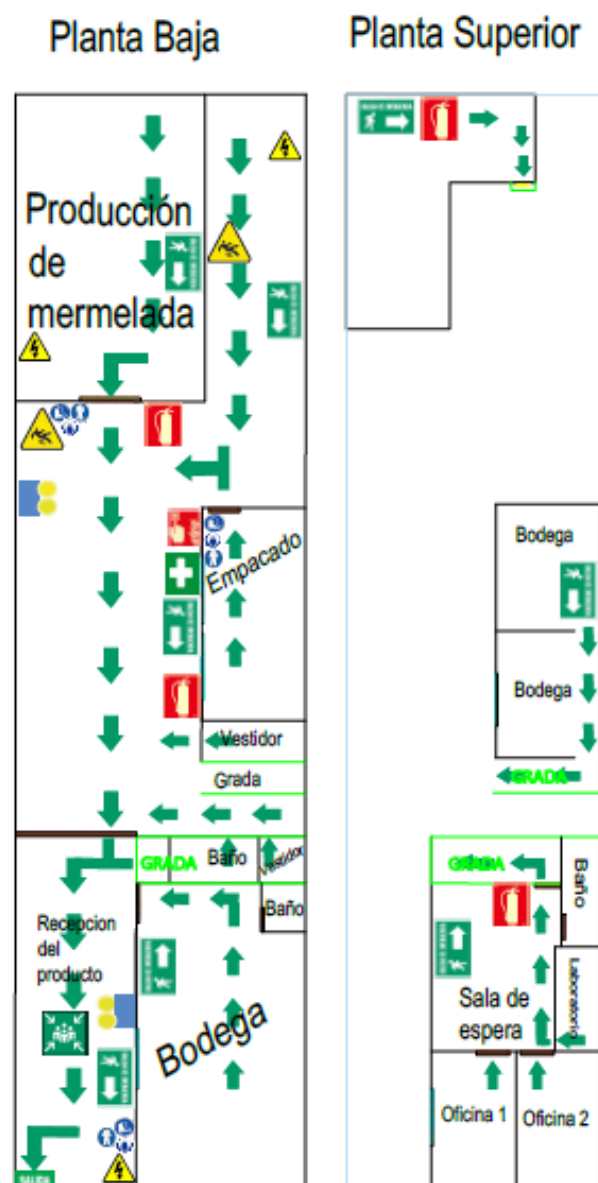 Planta Baja
Planta Superior
Producción
de
mermelada
Empacado
Vestidor
Grada
GRADA
Baño
Vestidor
Baño
Recepcion
del
producto
Bodega
SALIDA
Bodega
Bodega
GRADA
GRADA
Baño
Laboratorio
Sala de
espera
Oficina 1
Oficina 2